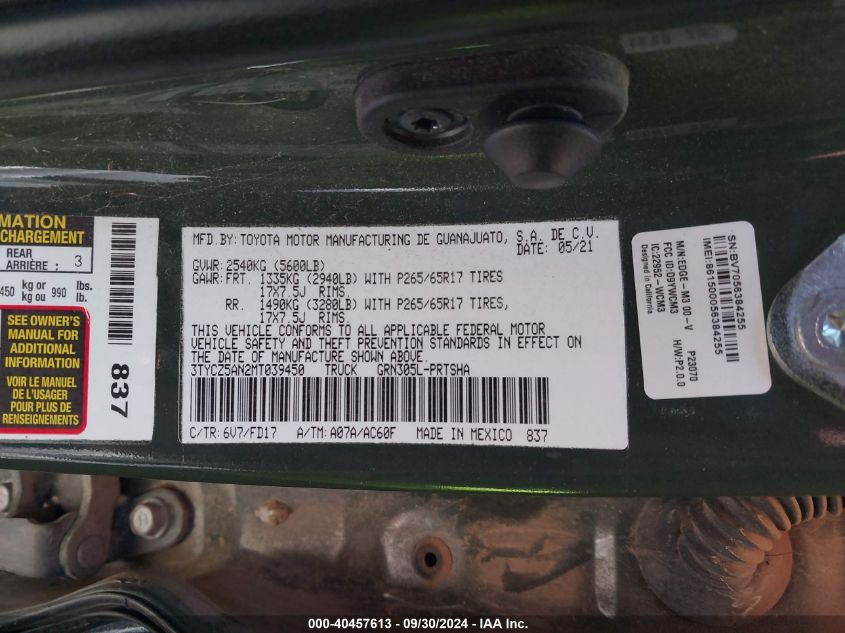 MATION
CHARGEMENT
REAR
ARRIÈRE : 3
450 kg or kg ou 990 lbs. lb.
SEE OWNER'S
MANUAL FOR
ADDITIONAL
INFORMATION
VOIR LE MANUEL
DE L'USAGER
POUR PLUS DE
RENSEIGNEMENTS
837
MFD.BY: TOYOTA MOTOR MANUFACTURING DE GUANAJUATO, S.A. DE C.V.
DATE: 05/21
GVWR: 2540KG (5600LB)
GAWR: FRT. 1335KG (2940LB) WITH P265/65R17 TIRES
17X7.5J RIMS.
RR. 1490KG (3280LB) WITH P265/65R17 TIRES,
17X7.5J RIMS.
THIS VEHICLE CONFORMS TO ALL APPLICABLE FEDERAL MOTOR
VEHICLE SAFETY AND THEFT PREVENTION STANDARDS IN EFFECT ON
THE DATE OF MANUFACTURE SHOWN ABOVE.
3TYCZ5AN2MT039450 TRUCK GRN305L-PRTSHA
C/TR: 6V7/FD17 A/TM: A07A/AC60F MADE IN MEXICO 837
SN:BV7056384255
IMEI:861500056384255
P23070
M/N:EDGE-M3 00-V H/W:P2.0.0
FCC ID:Q9YWCM3
IC:22952-WCM3
Designed in California
000-40457613 - 09/30/2024 - IAA Inc.